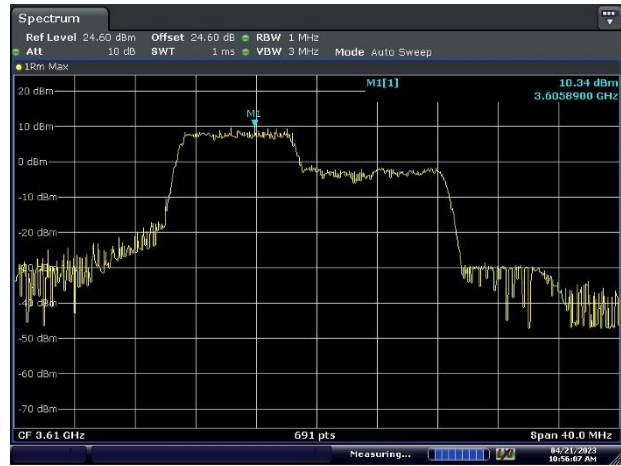 Spectrum
Ref Level 24.60 dBm Offset 24.60 dB RBW 1 MHz
Att 10 dB SWT 1 ms VBW 3 MHz Mode Auto Sweep
1Rm Max
M1[1] 10.34 dBm
3.6058900 GHz
20 dBm
M1
10 dBm
0 dBm
-10 dBm
-20 dBm
-50 dBm
-60 dBm
-70 dBm
CF 3.61 GHz 691 pts Span 40.0 MHz
Measuring... 04/21/2023
10:56:07 AM